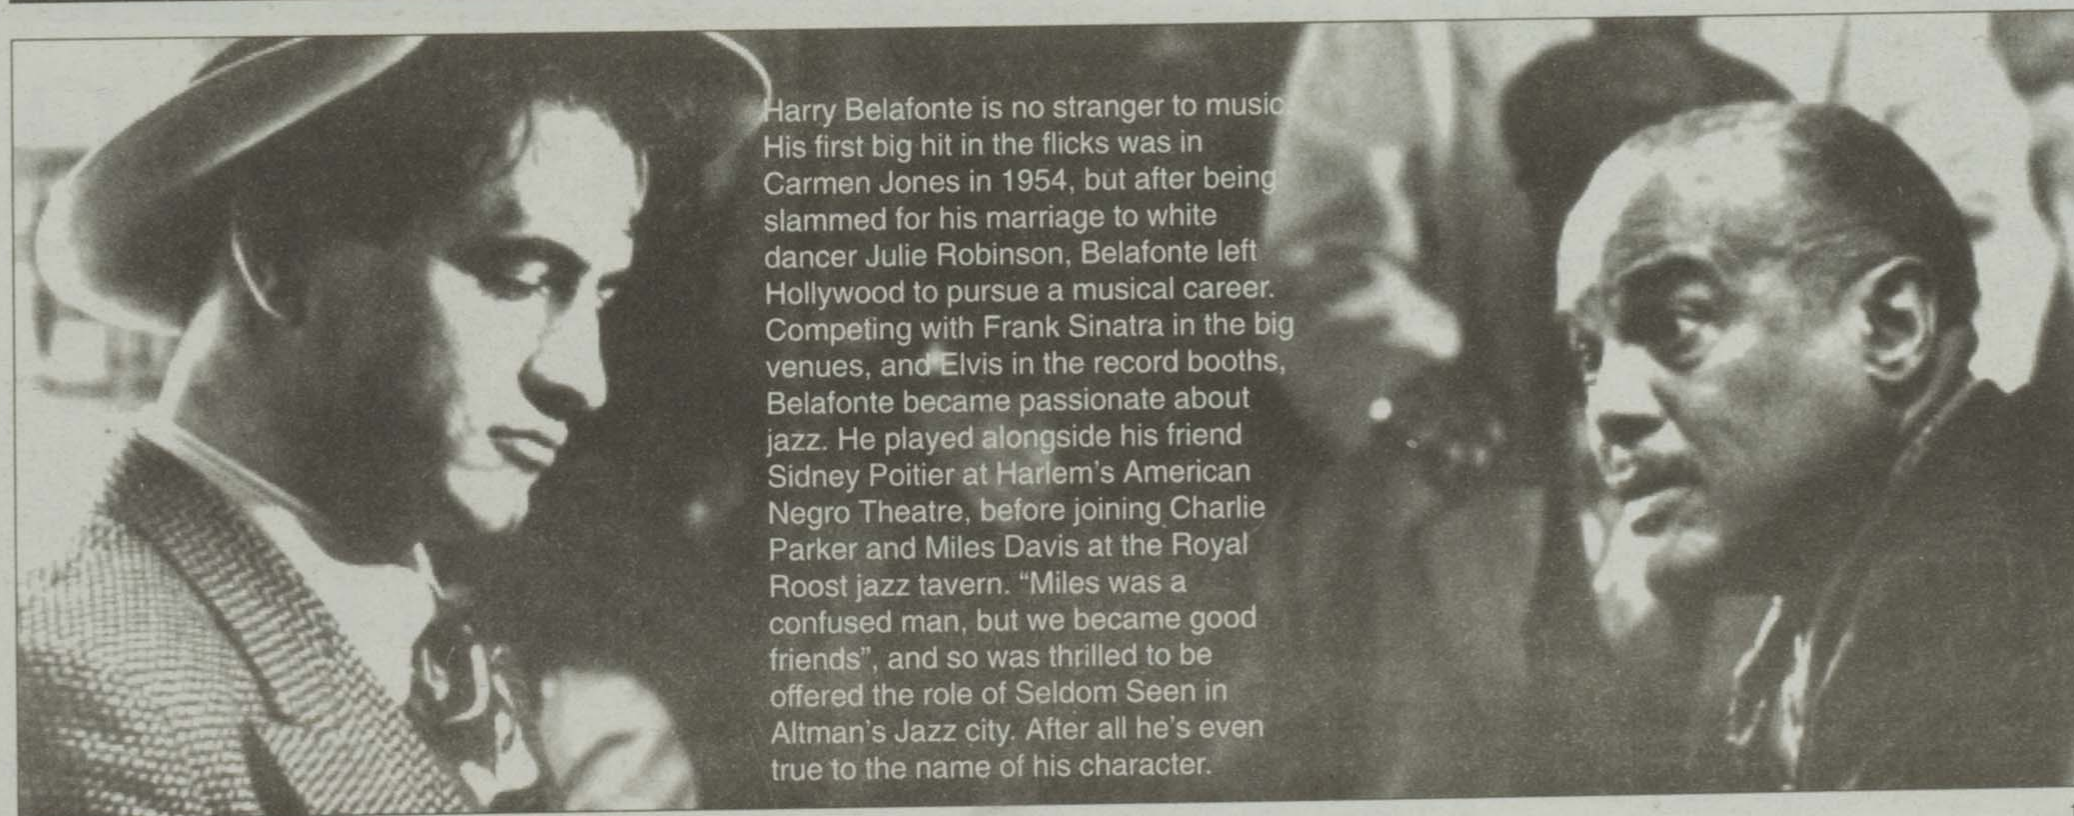 Harry Belafonte is no stranger to music.
His first big hit in the flicks was in
Carmen Jones in 1954, but after being
slammed for his marriage to white
dancer Julie Robinson, Belafonte left
Hollywood to pursue a musical career.
Competing with Frank Sinatra in the big
venues, and Elvis in the record booths,
Belafonte became passionate about
jazz. He played alongside his friend
Sidney Poitier at Harlem's American
Negro Theatre, before joining Charlie
Parker and Miles Davis at the Royal
Roost jazz tavern. “Miles was a
confused man, but we became good
friends”, and so was thrilled to be
offered the role of Seldom Seen in
Altman's Jazz city. After all he's even
true to the name of his character.